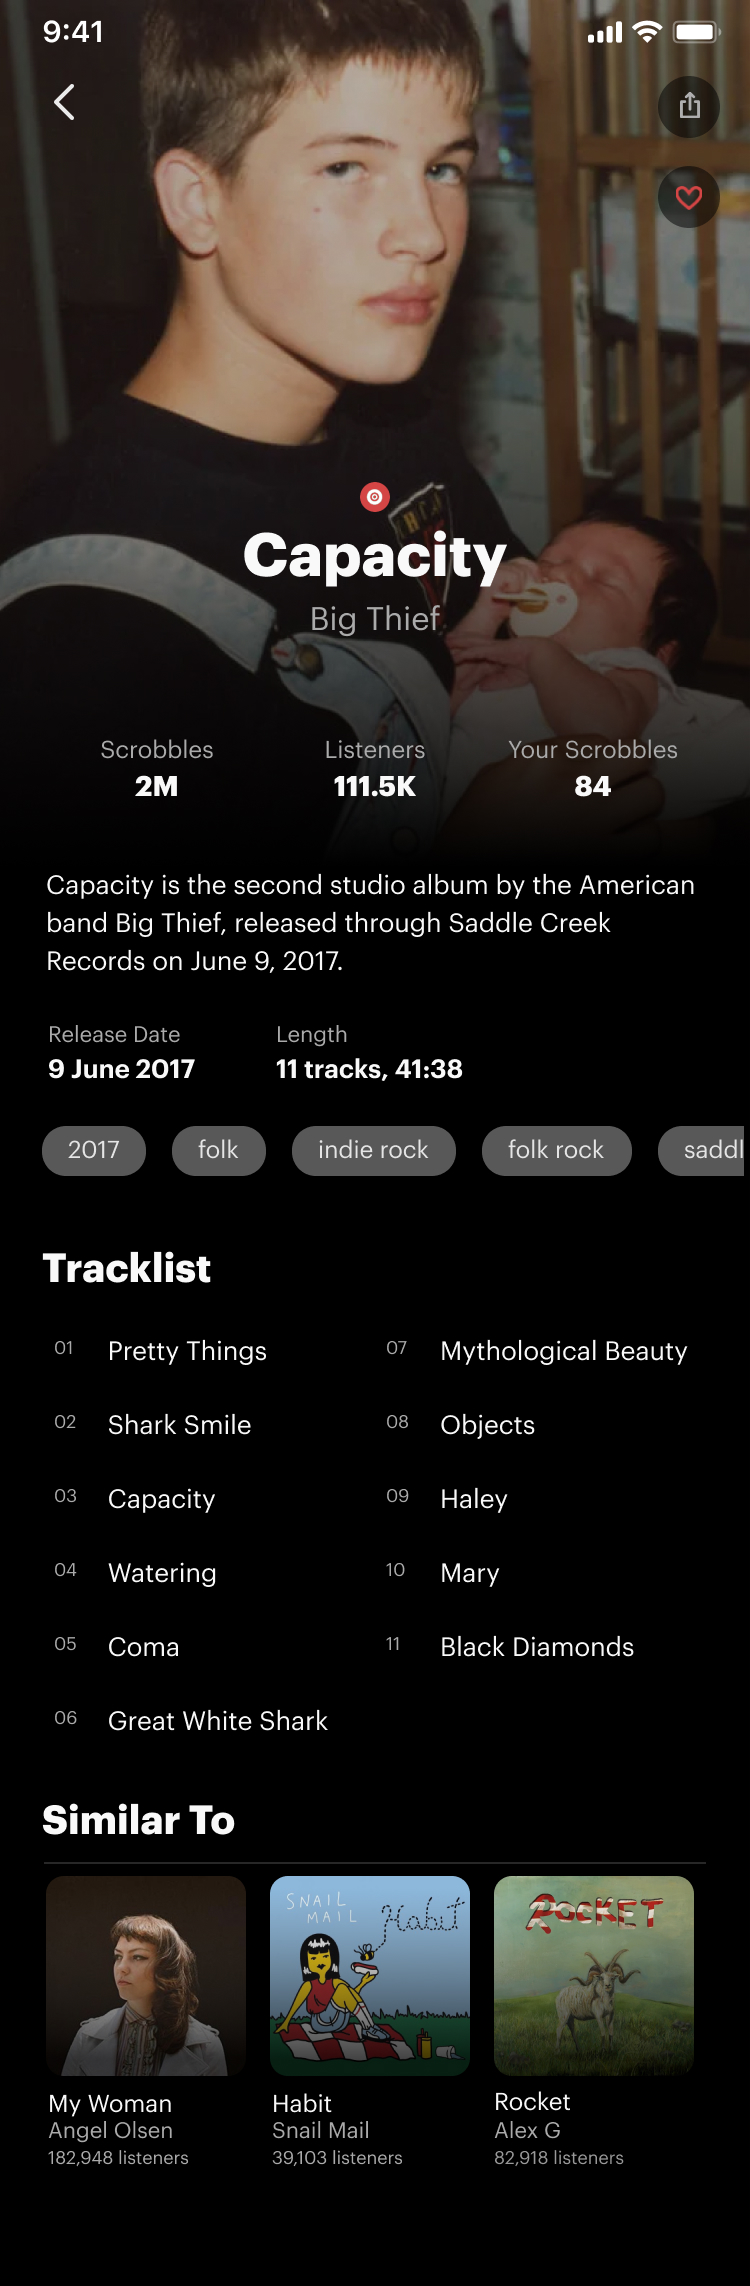 9:41
Capacity
Big Thief
Scrobbles
2M
Listeners
111.5K
Your Scrobbles
84
Capacity is the second studio album by the American
band Big Thief, released through Saddle Creek
Records on June 9, 2017.
Release Date
9 June 2017
Length
11 tracks, 41:38
2017
folk
indie rock
folk rock
saddl
Tracklist
01 Pretty Things
02 Shark Smile
03 Capacity
04 Watering
05 Coma
06 Great White Shark
07 Mythological Beauty
08 Objects
09 Haley
10 Mary
11 Black Diamonds
Similar To
SNAIL
MAIL
Habit
ROCKET
My Woman
Angel Olsen
182,948 listeners
Habit
Snail Mail
39,103 listeners
Rocket
Alex G
82,918 listeners